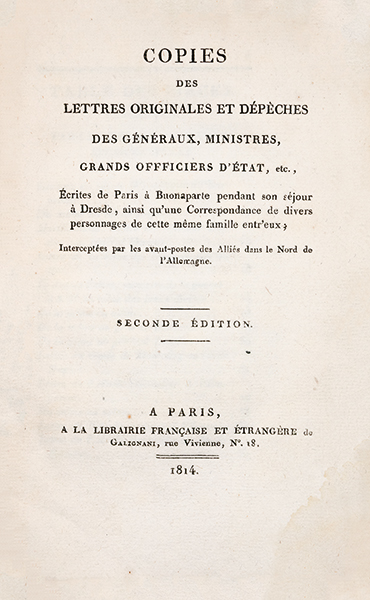 COPIES
DES
LETTRES ORIGINALES ET DÉPÊCHES
DES GÉNÉRAUX, MINISTRES,
GRANDS OFFFICIERS D'ÉTAT, etc.,
Écrites de Paris à Buonaparte pendant son séjour
à Dresde, ainsi qu'une Correspondance de divers
personnages de cette même famille entr'eux;
Interceptées par les avant-postes des Alliés dans le Nord de
l'Allemagne.
SECONDE ÉDITION.
A PARIS,
A LA LIBRAIRIE FRANÇAISE ET ÉTRANGÈRE de
GALIGNANI, rue Vivienne, Nº. 18.
1814.